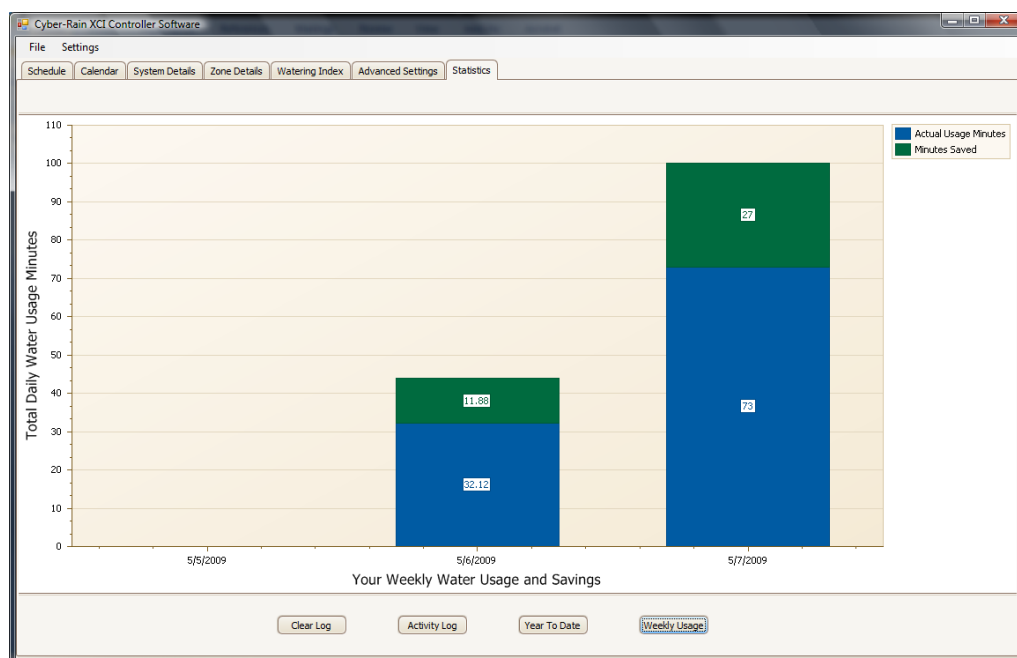 Cyber-Rain XCI Controller Software
File Settings
Schedule Calendar System Details Zone Details Watering Index Advanced Settings Statistics
Actual Usage Minutes
Minutes Saved
Total Daily Water Usage Minutes
110
100
90
80
70
60
50
40
30
20
10
0
27
73
11.88
32.12
5/5/2009 5/6/2009 5/7/2009
Your Weekly Water Usage and Savings
Clear Log Activity Log Year To Date Weekly Usage